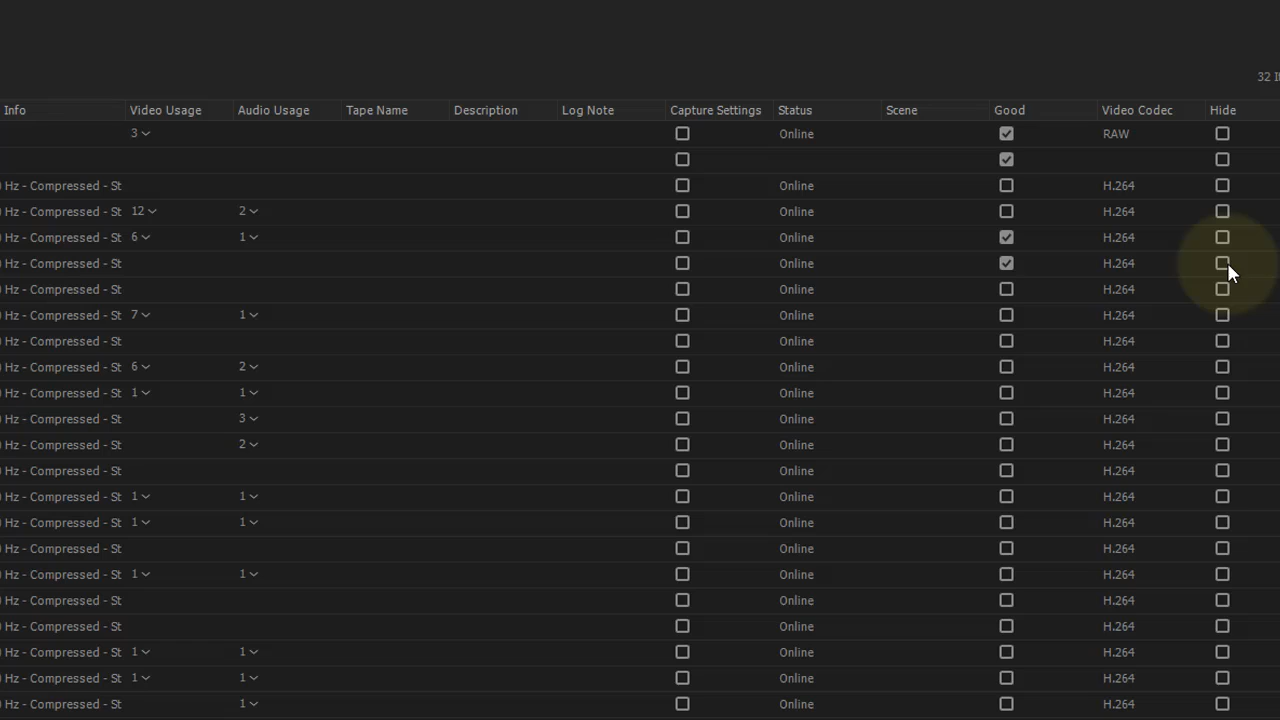 32
Info Video Usage Audio Usage Tape Name Description Log Note Capture Settings Status Scene Good Video Codec Hide
3 Online RAW
Hz - Compressed - St Online H.264
Hz - Compressed - St 12 2 Online H.264
Hz - Compressed - St 6 1 Online H.264
Hz - Compressed - St Online H.264
Hz - Compressed - St Online H.264
Hz - Compressed - St 7 1 Online H.264
Hz - Compressed - St Online H.264
Hz - Compressed - St 6 2 Online H.264
Hz - Compressed - St 1 1 Online H.264
Hz - Compressed - St 3 Online H.264
Hz - Compressed - St 2 Online H.264
Hz - Compressed - St Online H.264
Hz - Compressed - St 1 1 Online H.264
Hz - Compressed - St 1 1 Online H.264
Hz - Compressed - St Online H.264
Hz - Compressed - St 1 1 Online H.264
Hz - Compressed - St Online H.264
Hz - Compressed - St Online H.264
Hz - Compressed - St 1 1 Online H.264
Hz - Compressed - St 1 1 Online H.264
Hz - Compressed - St 1 Online H.264